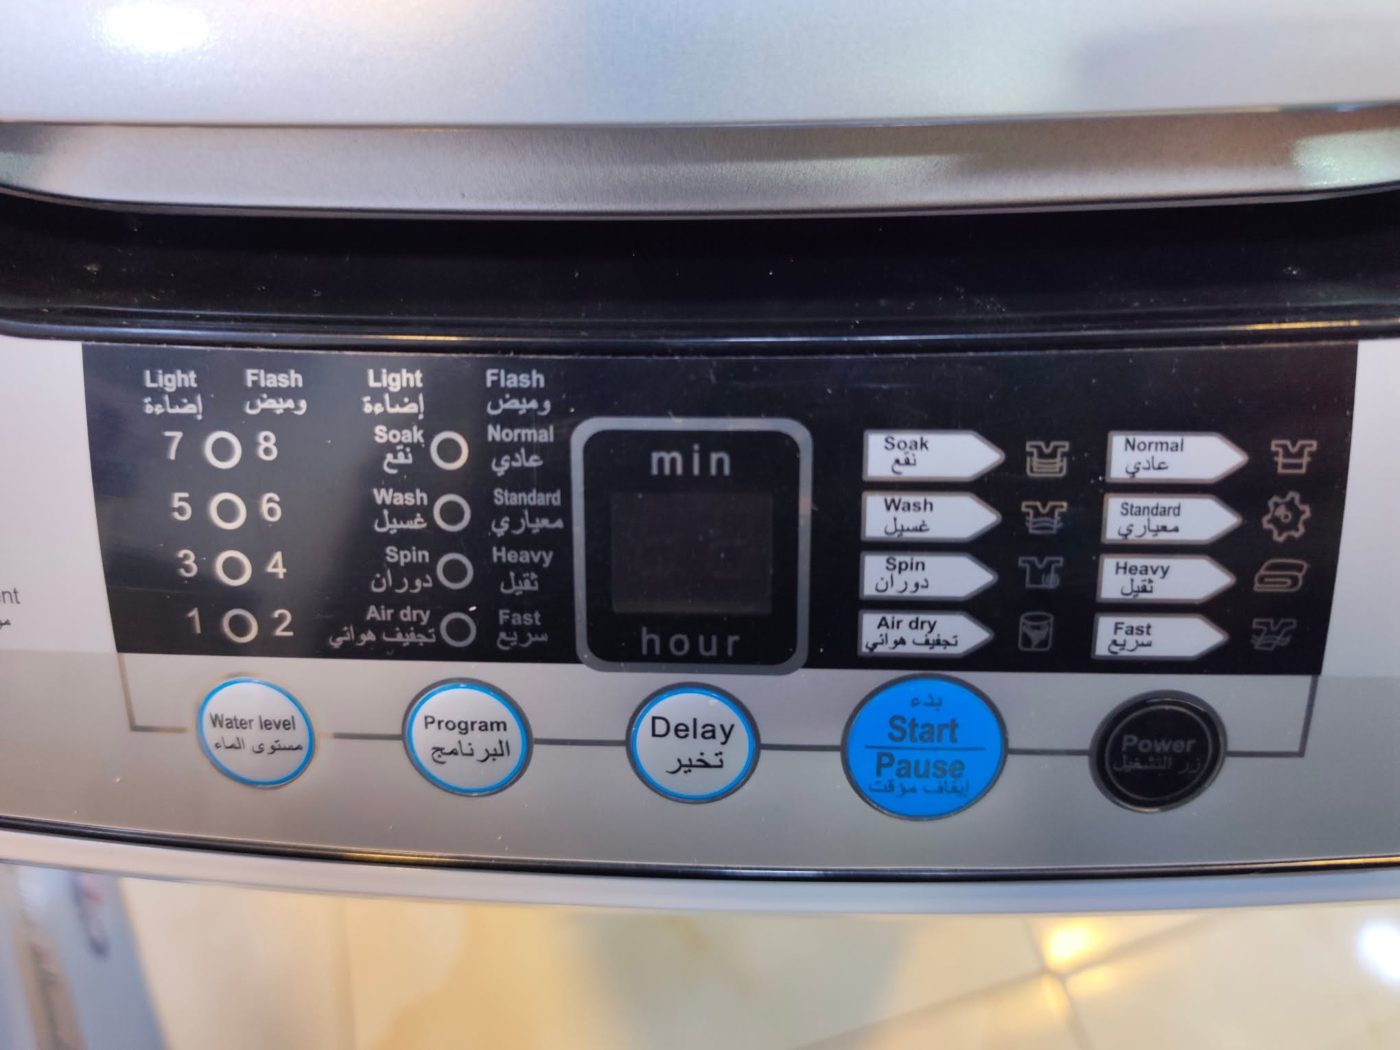 Light Flash Light Flash
إضاءة وميض إضاءة وميض
7 8 Soak Normal
نقع عادي
5 6 Wash Standard
غسيل معياري
3 4 Spin Heavy
دوران ثقيل
1 2 Air dry Fast
تجفيف هوائي سريع
min
hour
Soak
نقع
Wash
غسيل
Spin
دوران
Air dry
تجفيف هوائي
Normal
عادي
Standard
معياري
Heavy
ثقيل
Fast
سريع
Water level
مستوى الماء
Program
البرنامج
Delay
تخير
بدء
Start
Pause
إيقاف مؤقت
Power
زر التشغيل